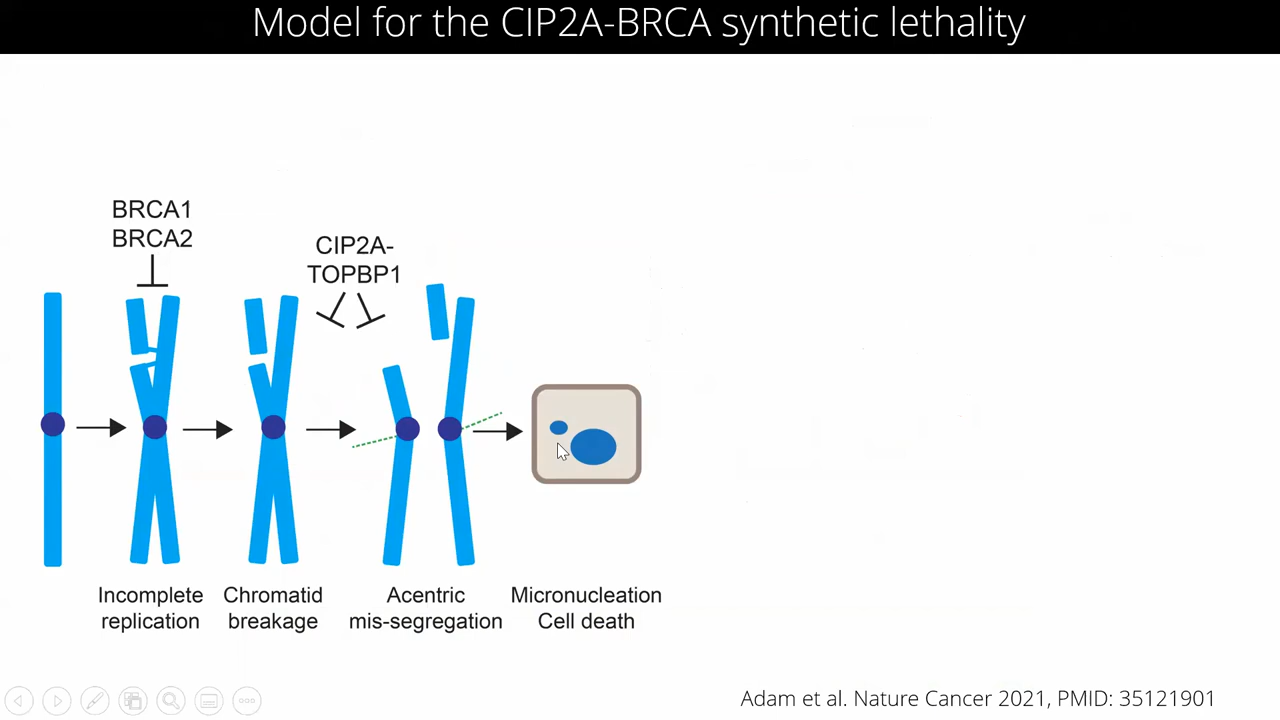 Model for the CIP2A-BRCA synthetic lethality
BRCA1
BRCA2
CIP2A-
TOPBP1
Incomplete
replication
Chromatid
breakage
Acentric
mis-segregation
Micronucleation
Cell death
Adam et al. Nature Cancer 2021, PMID: 35121901